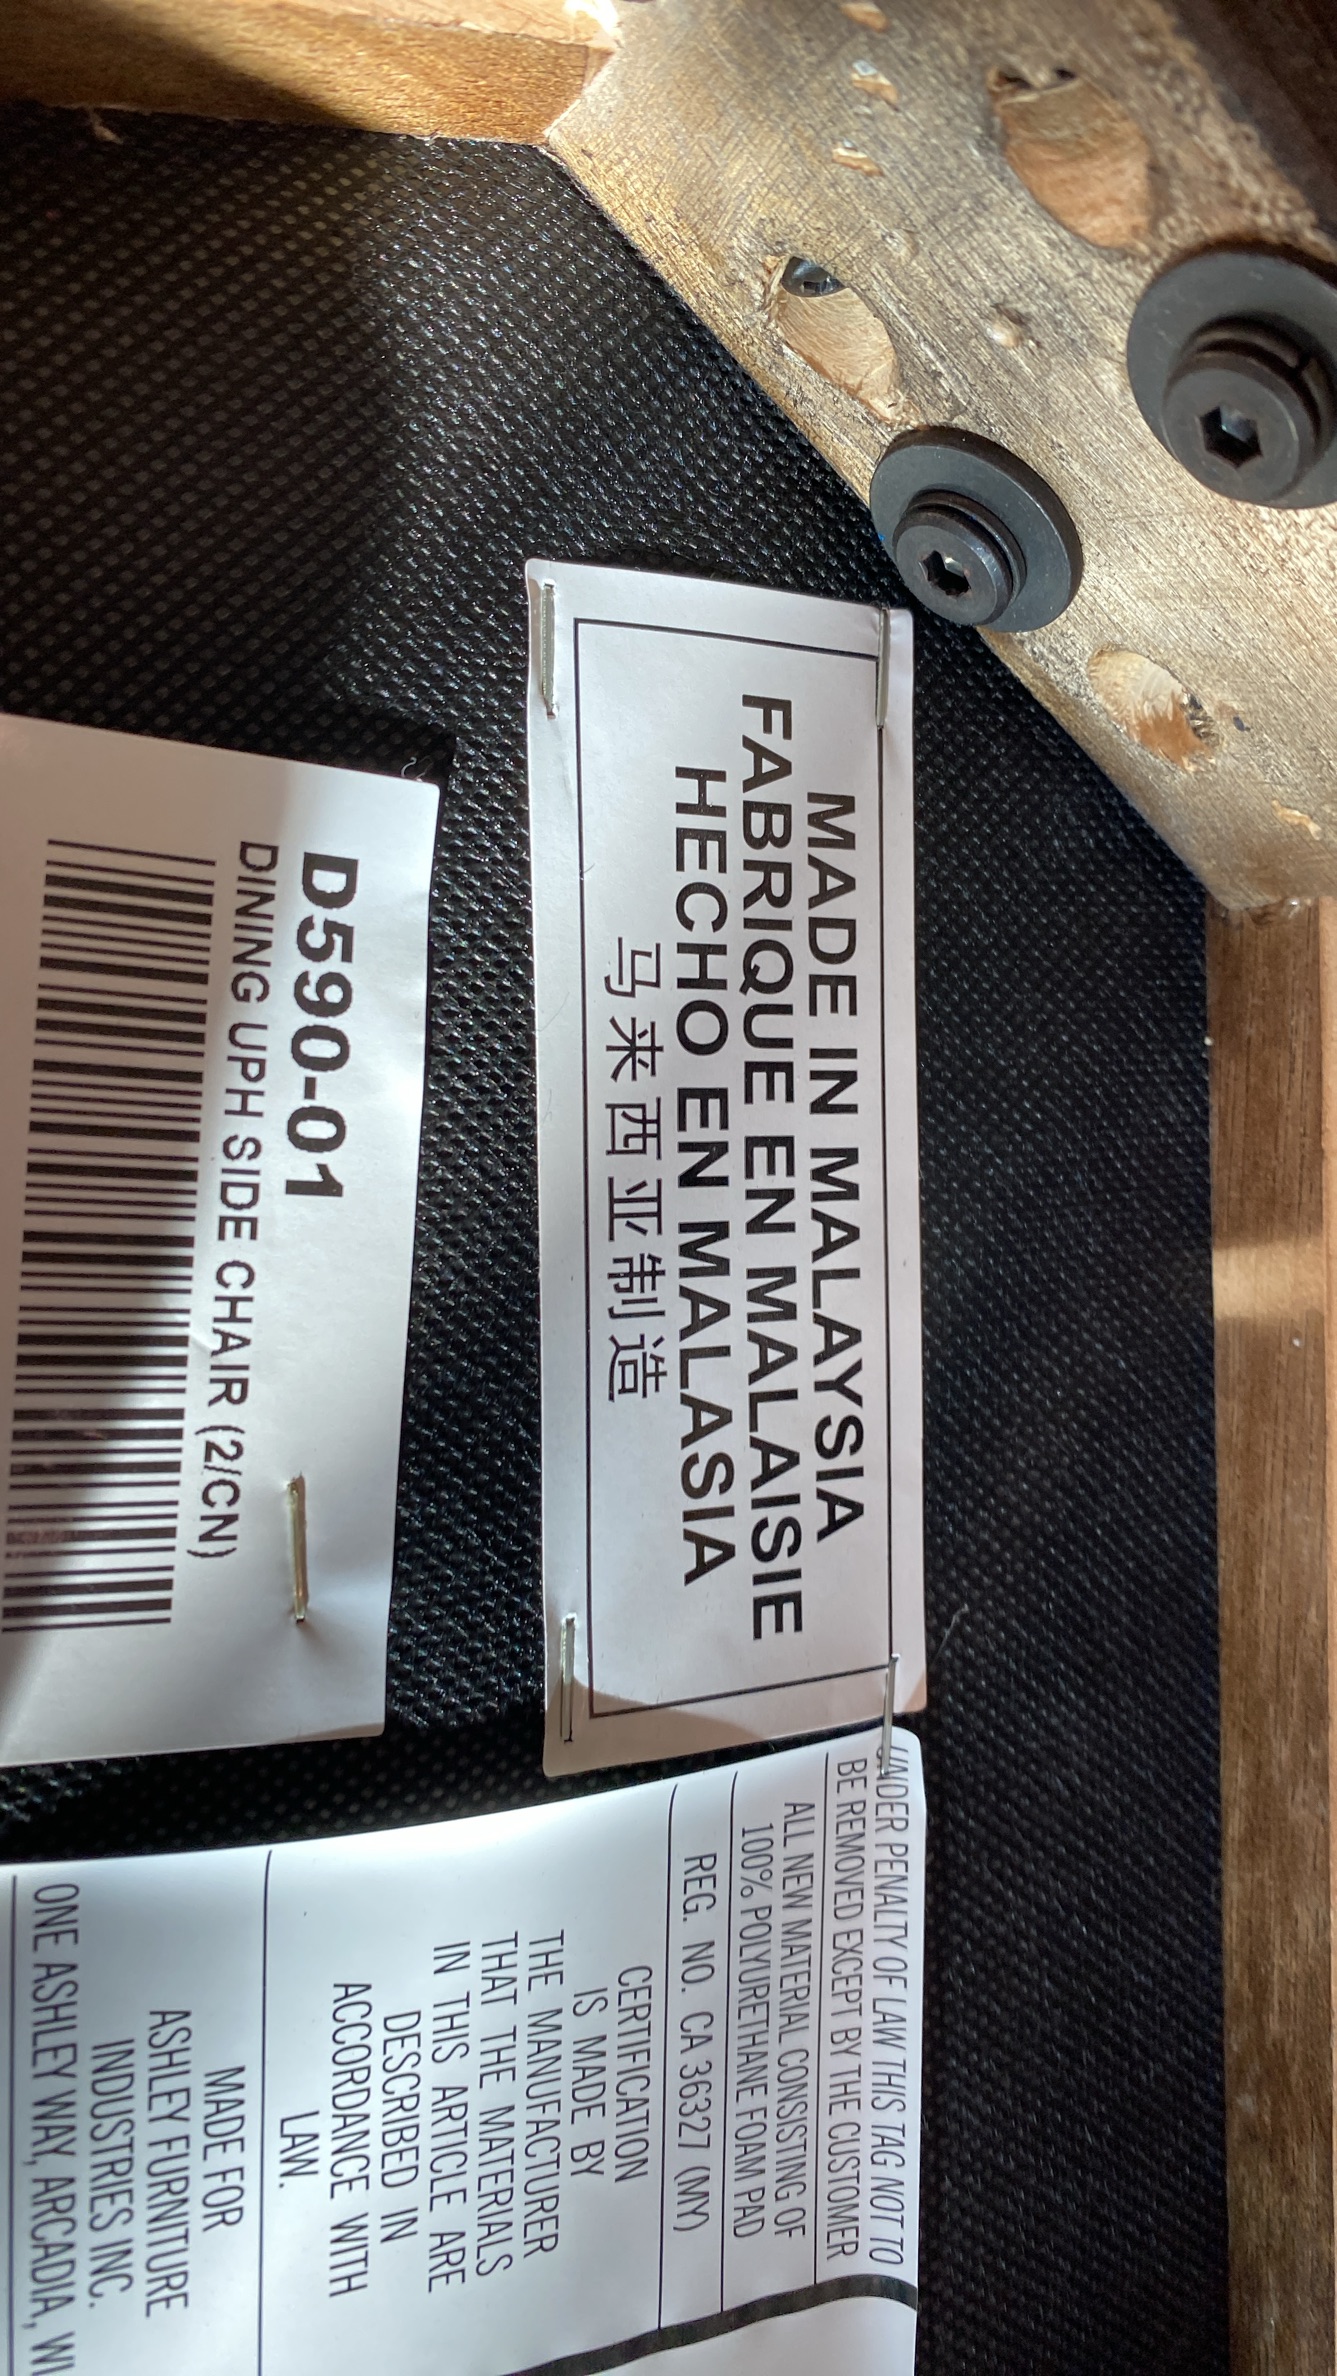 MADE IN MALAYSIA
FABRIQUE EN MALAISIE
HECHO EN MALASIA
马来西亚制造
D590-01
DINING UPH SIDE CHAIR (2/CN)
UNDER PENALTY OF LAW THIS TAG NOT TO
BE REMOVED EXCEPT BY THE CUSTOMER
ALL NEW MATERIAL CONSISTING OF
100% POLYURETHANE FOAM PAD
REG. NO. CA 36327 (MY)
CERTIFICATION
IS MADE BY
THE MANUFACTURER
THAT THE MATERIALS
IN THIS ARTICLE ARE
DESCRIBED IN
ACCORDANCE WITH
LAW.
MADE FOR
ASHLEY FURNITURE
INDUSTRIES INC.
ONE ASHLEY WAY, ARCADIA, WI